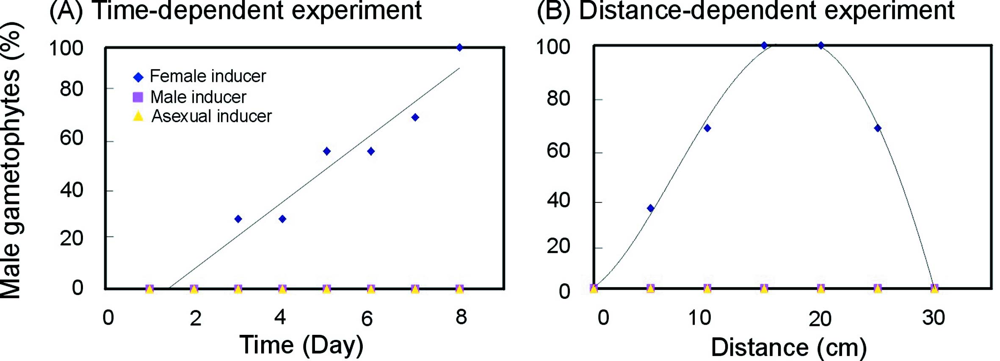 (A) Time-dependent experiment
Male gametophytes (%)
100
80
60
40
20
0
Female inducer
Male inducer
Asexual inducer
0 2 4 6 8
Time (Day)
(B) Distance-dependent experiment
100
80
60
40
20
0
0 10 20 30
Distance (cm)